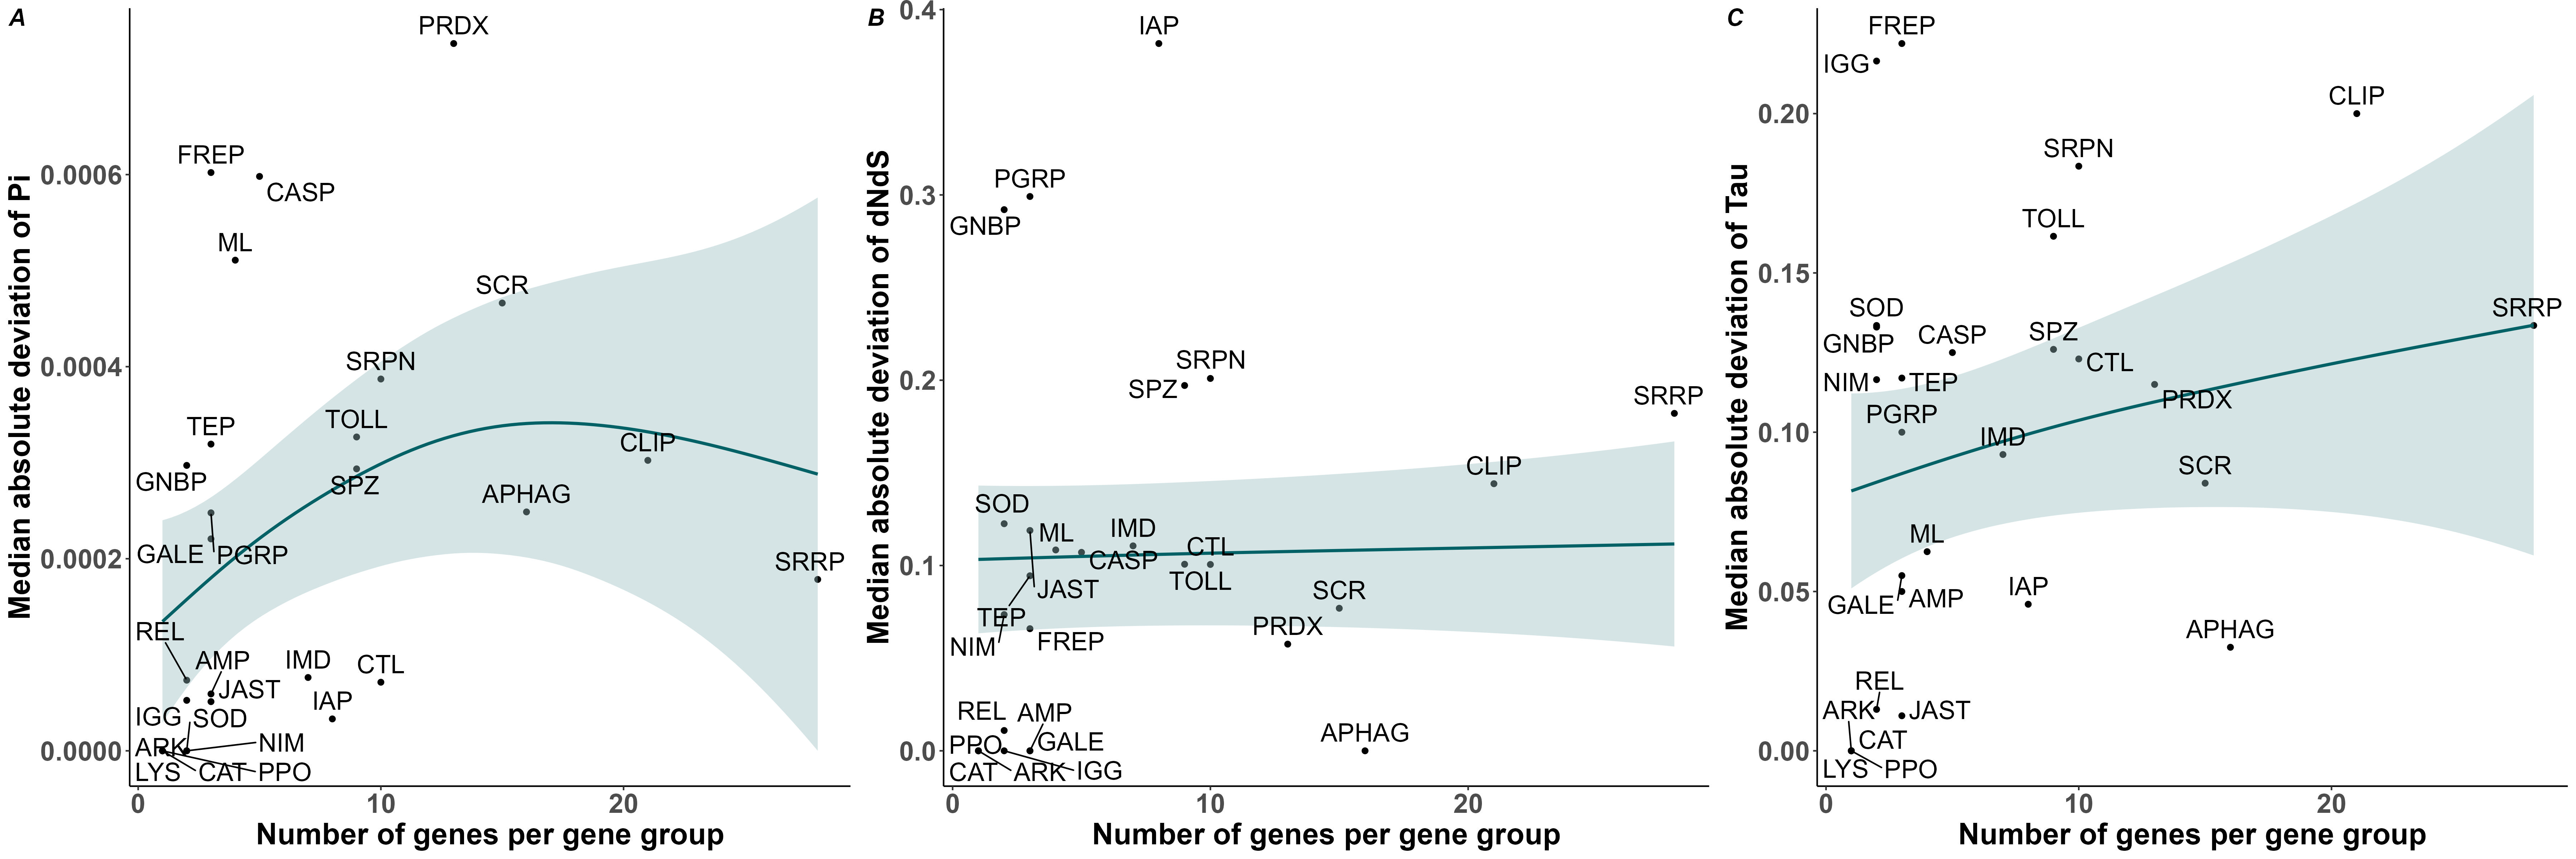 A
Median absolute deviation of Pi
0.0006
0.0004
0.0002
0.0000
PRDX
FREP
CASP
ML
SCR
SRPN
TEP
TOLL
CLIP
GNBP
SPZ
APHAG
GALE
PGRP
SRRP
REL
AMP
IMD
CTL
JAST
IAP
IGG
SOD
ARK
NIM
LYS
CAT
PPO
0
10
20
Number of genes per gene group
B
Median absolute deviation of dNdS
0.4
0.3
0.2
0.1
0.0
IAP
PGRP
GNBP
SRPN
SPZ
SRRP
CLIP
SOD
ML
IMD
CTL
CASP
TOLL
JAST
SCR
TEP
PRDX
NIM
FREP
REL
AMP
APHAG
PPO
GALE
CAT
ARK
IGG
0
10
20
Number of genes per gene group
C
Median absolute deviation of Tau
0.20
0.15
0.10
0.05
0.00
FREP
IGG
CLIP
SRPN
TOLL
SOD
SRRP
GNBP
CASP
SPZ
CTL
NIM
TEP
PRDX
PGRP
IMD
SCR
ML
IAP
GALE
AMP
APHAG
REL
ARK
JAST
CAT
LYS
PPO
0
10
20
Number of genes per gene group